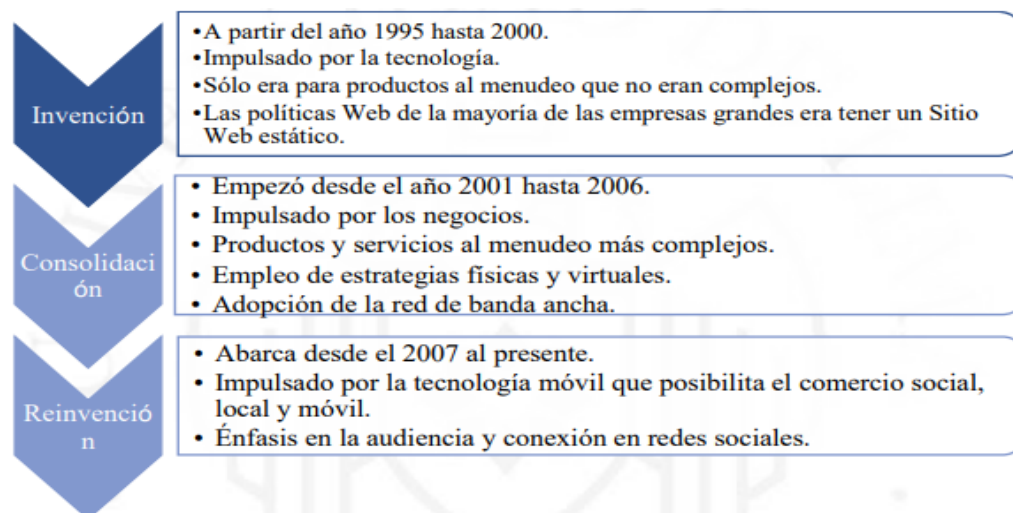 Invención
•A partir del año 1995 hasta 2000.
•Impulsado por la tecnología.
•Sólo era para productos al menudeo que no eran complejos.
•Las políticas Web de la mayoría de las empresas grandes era tener un Sitio
Web estático.
Consolidaci
ón
• Empezó desde el año 2001 hasta 2006.
• Impulsado por los negocios.
• Productos y servicios al menudeo más complejos.
• Empleo de estrategias físicas y virtuales.
• Adopción de la red de banda ancha.
Reinvenció
n
• Abarca desde el 2007 al presente.
• Impulsado por la tecnología móvil que posibilita el comercio social,
local y móvil.
• Énfasis en la audiencia y conexión en redes sociales.